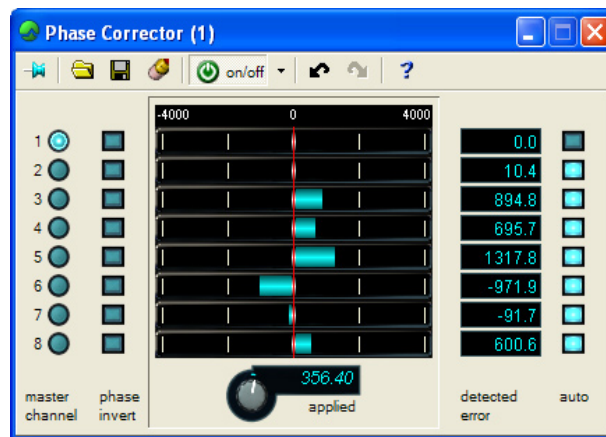 Phase Corrector (1)
on/off
?
-4000 0 4000
1 0.0
2 10.4
3 894.8
4 695.7
5 1317.8
6 -971.9
7 -91.7
8 600.6
356.40
applied
master channel
phase invert
detected error
auto